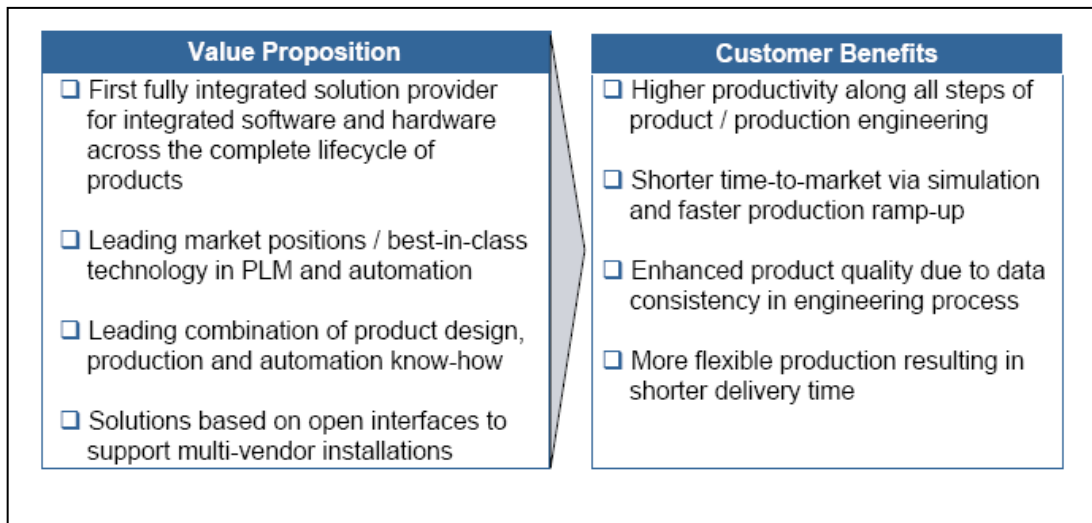 Value Proposition
First fully integrated solution provider
for integrated software and hardware
across the complete lifecycle of
products
Leading market positions / best-in-class
technology in PLM and automation
Leading combination of product design,
production and automation know-how
Solutions based on open interfaces to
support multi-vendor installations
Customer Benefits
Higher productivity along all steps of
product / production engineering
Shorter time-to-market via simulation
and faster production ramp-up
Enhanced product quality due to data
consistency in engineering process
More flexible production resulting in
shorter delivery time